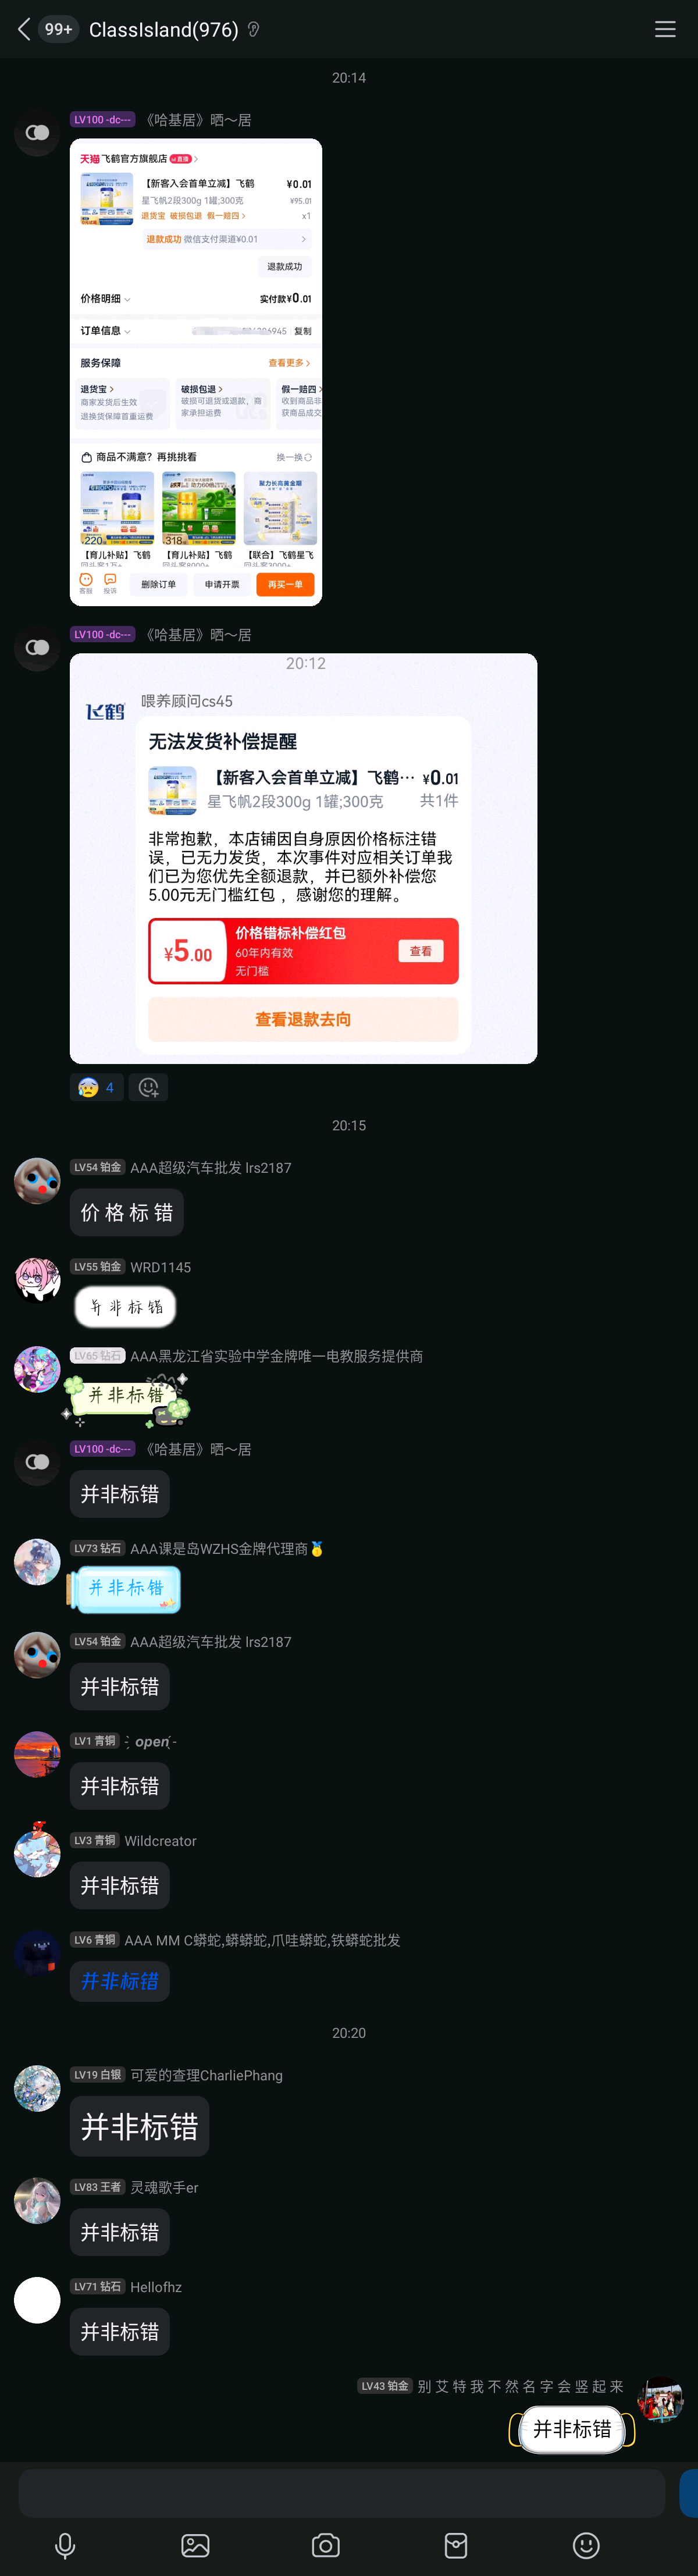 99+ ClassIsland(976)
20:14
LV100 -dc--- 《哈基居》晒～居
天猫 飞鹤官方旗舰店 直播
【新客入会首单立减】飞鹤 ¥0.01
星飞帆2段300g 1罐;300克 ¥95.01
退货宝 破损包退 假一赔四 x1
退款成功 微信支付渠道¥0.01
退款成功
价格明细 实付款¥0.01
订单信息 复制
服务保障 查看更多
退货宝 破损包退 假一赔四
商家发货后生效 破损可退货或退款，商 收到商品非
退换货保障首重运费 家承担运费 获商品成交
商品不满意？再挑挑看 换一换
220 318
【育儿补贴】飞鹤 【育儿补贴】飞鹤 【联合】飞鹤星飞
客服 投诉 删除订单 申请开票 再买一单
LV100 -dc--- 《哈基居》晒～居
20:12
飞鹤 喂养顾问cs45
无法发货补偿提醒
【新客入会首单立减】飞鹤… ¥0.01
星飞帆2段300g 1罐;300克 共1件
非常抱歉，本店铺因自身原因价格标注错
误，已无力发货，本次事件对应相关订单我
们已为您优先全额退款，并已额外补偿您
5.00元无门槛红包 ，感谢您的理解。
¥5.00 价格错标补偿红包
60年内有效
无门槛
查看
查看退款去向
4
20:15
LV54 铂金 AAA超级汽车批发 lrs2187
价 格 标 错
LV55 铂金 WRD1145
并非标错
LV65 钻石 AAA黑龙江省实验中学金牌唯一电教服务提供商
并非标错
LV100 -dc--- 《哈基居》晒～居
并非标错
LV73 钻石 AAA课是岛WZHS金牌代理商🥇
并非标错
LV54 铂金 AAA超级汽车批发 lrs2187
并非标错
LV1 青铜 open
并非标错
LV3 青铜 Wildcreator
并非标错
LV6 青铜 AAA MM C蟒蛇,蟒蟒蛇,爪哇蟒蛇,铁蟒蛇批发
并非标错
20:20
LV19 白银 可爱的查理CharliePhang
并非标错
LV83 王者 灵魂歌手er
并非标错
LV71 钻石 Hellofhz
并非标错
LV43 铂金 别 艾 特 我 不 然 名 字 会 竖 起 来
并非标错